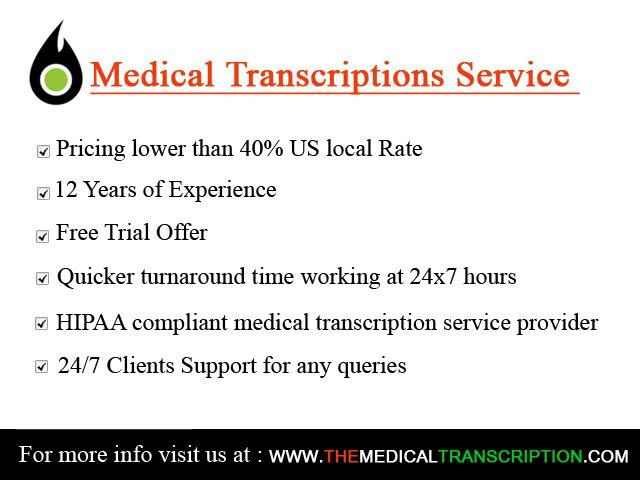 Medical Transcriptions Service
Pricing lower than 40% US local Rate
12 Years of Experience
Free Trial Offer
Quicker turnaround time working at 24x7 hours
HIPAA compliant medical transcription service provider
24/7 Clients Support for any queries
For more info visit us at : WWW.THEMEDICALTRANSCRIPTION.COM